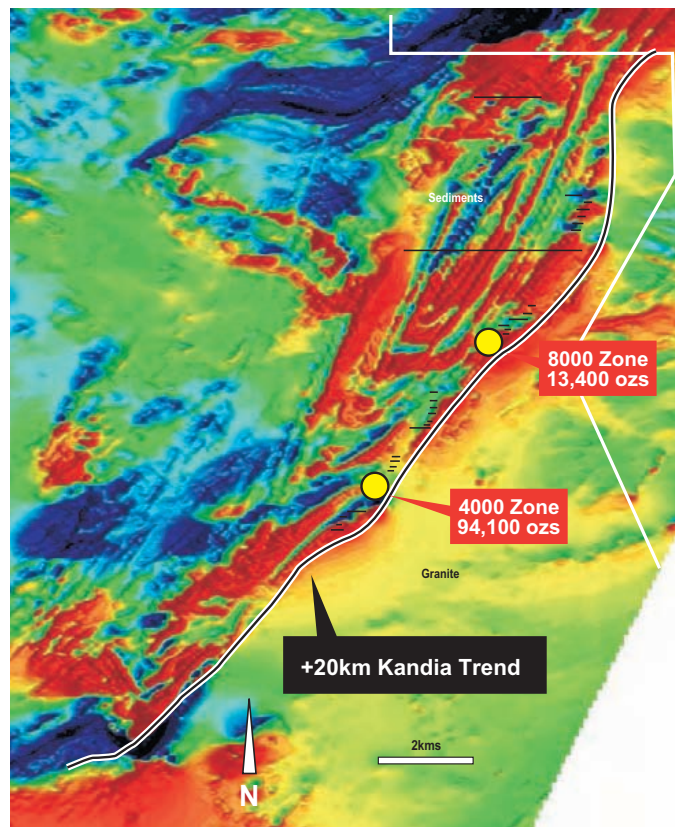 Sediments
8000 Zone
13,400 ozs
4000 Zone
94,100 ozs
Granite
+20km Kandia Trend
2kms
N